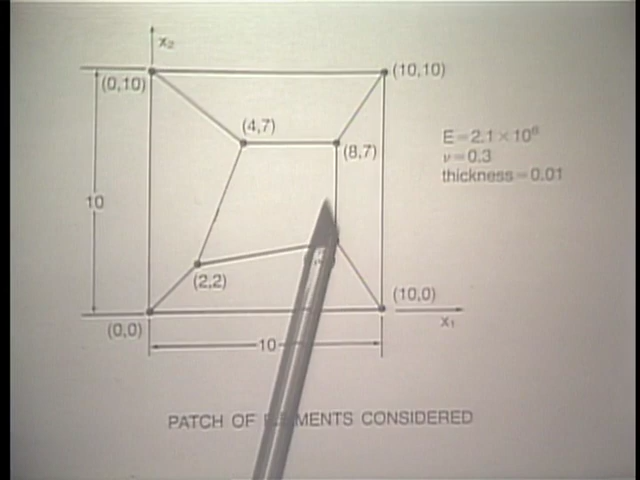 x₂
(0,10)
(10,10)
(4,7)
(8,7)
E=2.1×10⁶
ν=0.3
thickness=0.01
10
(2,2)
(10,0)
x₁
(0,0)
10
PATCH OF CONSIDERED